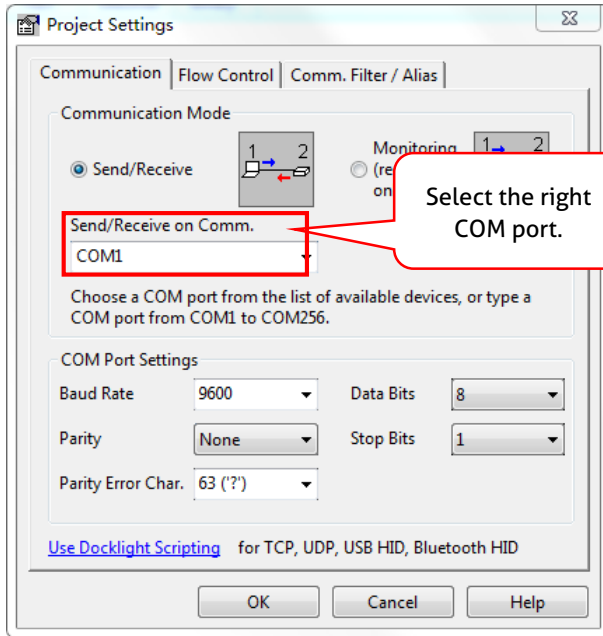 Project Settings
Communication
Flow Control
Comm. Filter / Alias
Communication Mode
Send/Receive
1 2
Monitoring
1 2
(re
on
Select the right
COM port.
Send/Receive on Comm.
COM1
Choose a COM port from the list of available devices, or type a
COM port from COM1 to COM256.
COM Port Settings
Baud Rate 9600 Data Bits 8
Parity None Stop Bits 1
Parity Error Char. 63 ('?')
Use Docklight Scripting for TCP, UDP, USB HID, Bluetooth HID
OK Cancel Help